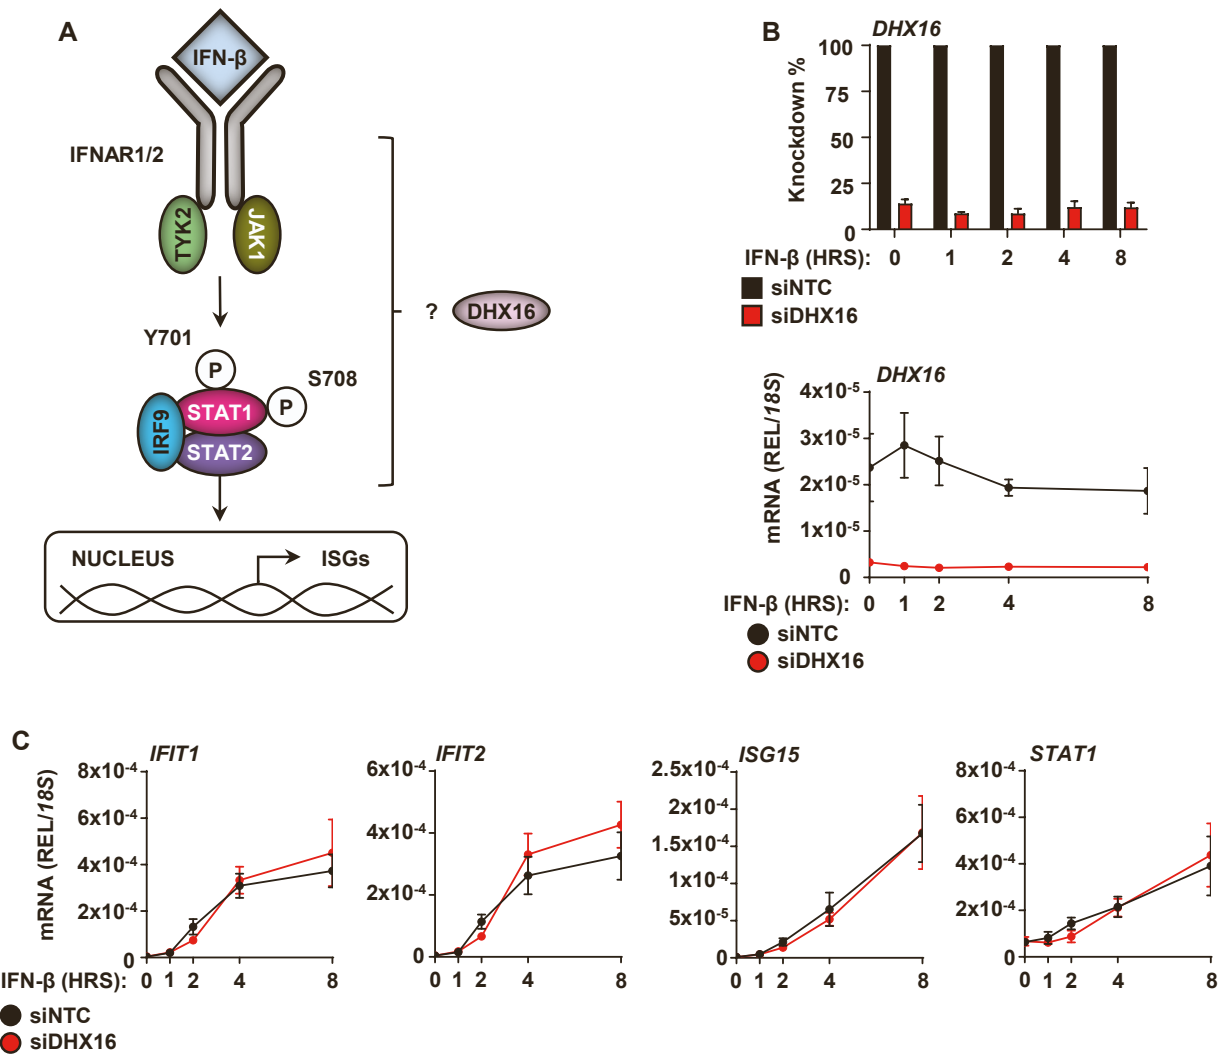 A
IFN-β
IFNAR1/2
TYK2
JAK1
Y701
P
S708
P
STAT1
IRF9
STAT2
? DHX16
NUCLEUS
ISGs
B
DHX16
Knockdown %
100
75
50
25
0
IFN-β (HRS): 0 1 2 4 8
siNTC
siDHX16
DHX16
mRNA (REL/18S)
4x10⁻⁵
3x10⁻⁵
2x10⁻⁵
1x10⁻⁵
0
IFN-β (HRS): 0 1 2 4 8
siNTC
siDHX16
C
IFIT1
mRNA (REL/18S)
8x10⁻⁴
6x10⁻⁴
4x10⁻⁴
2x10⁻⁴
0
IFN-β (HRS): 0 1 2 4 8
IFIT2
6x10⁻⁴
4x10⁻⁴
2x10⁻⁴
0
0 1 2 4 8
ISG15
2.5x10⁻⁴
2x10⁻⁴
1.5x10⁻⁴
1x10⁻⁴
5x10⁻⁵
0
0 1 2 4 8
STAT1
8x10⁻⁴
6x10⁻⁴
4x10⁻⁴
2x10⁻⁴
0
0 1 2 4 8
siNTC
siDHX16